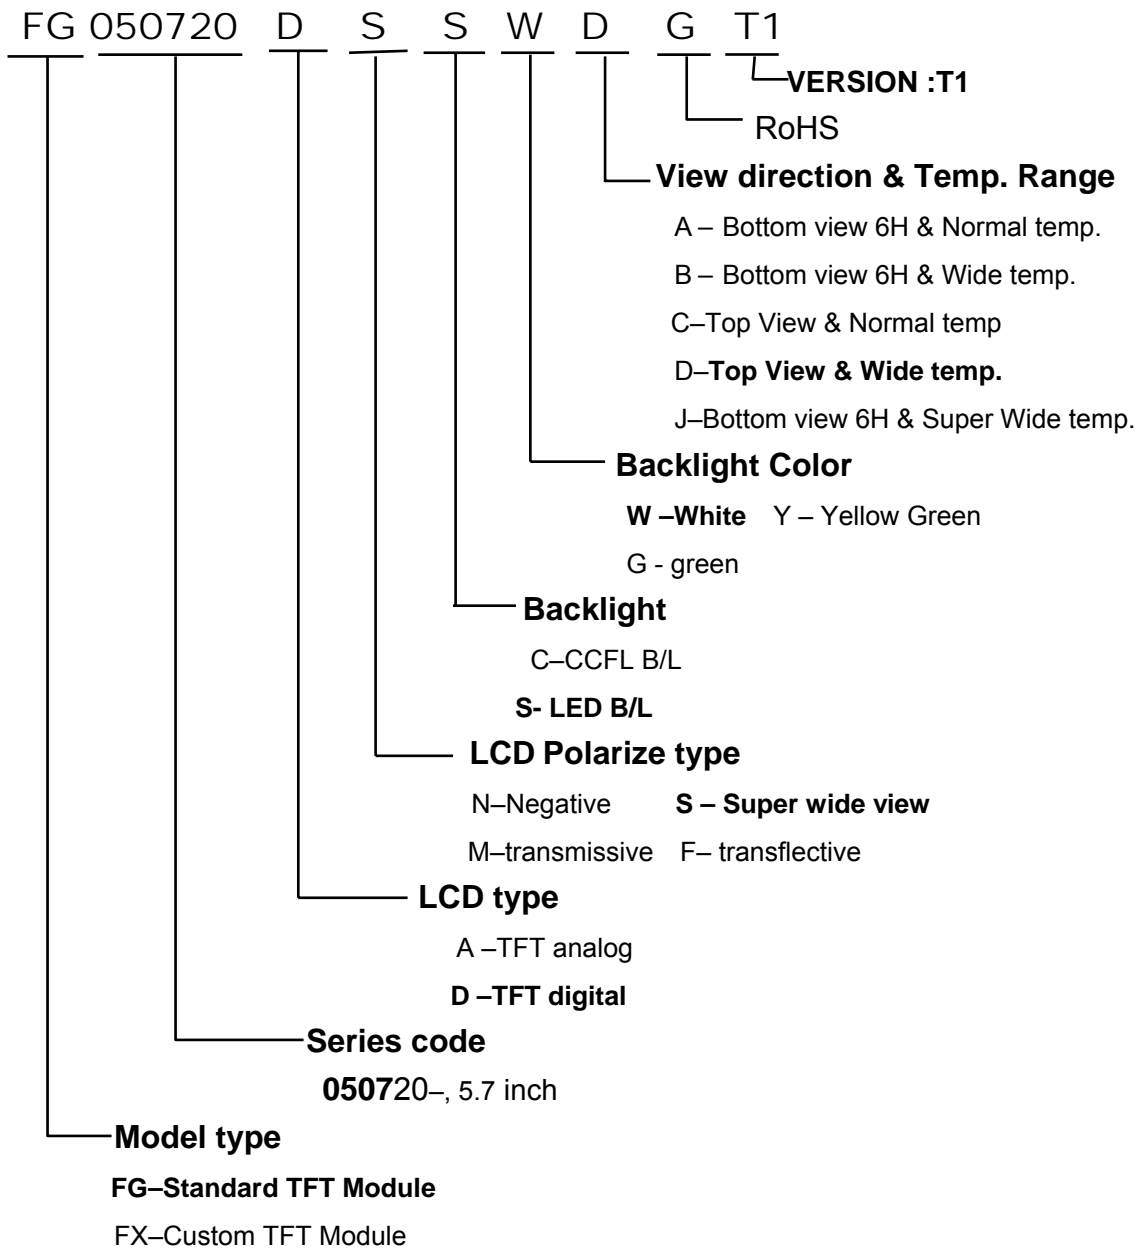 FG 050720 D S S W D G T1
VERSION :T1
RoHS
View direction & Temp. Range
A – Bottom view 6H & Normal temp.
B – Bottom view 6H & Wide temp.
C–Top View & Normal temp
D–Top View & Wide temp.
J–Bottom view 6H & Super Wide temp.
Backlight Color
W –White Y – Yellow Green
G - green
Backlight
C–CCFL B/L
S- LED B/L
LCD Polarize type
N–Negative S – Super wide view
M–transmissive F– transflective
LCD type
A –TFT analog
D –TFT digital
Series code
050720–, 5.7 inch
Model type
FG–Standard TFT Module
FX–Custom TFT Module